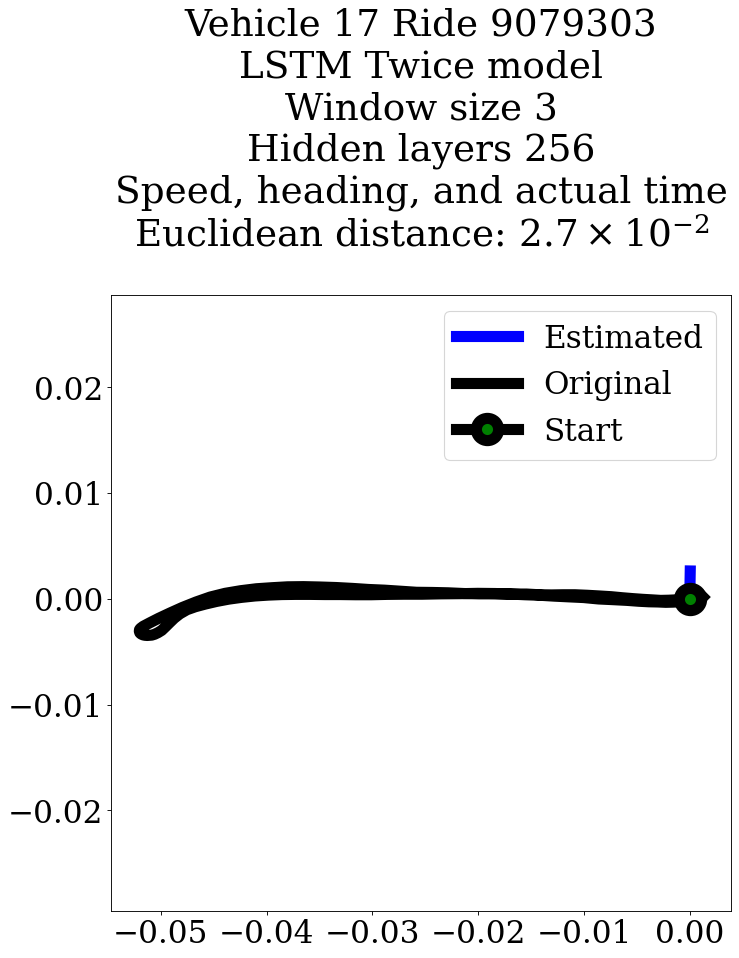 Vehicle 17 Ride 9079303
LSTM Twice model
Window size 3
Hidden layers 256
Speed, heading, and actual time
Euclidean distance: 2.7 × 10⁻²
Estimated
Original
Start
0.02
0.01
0.00
−0.01
−0.02
−0.05 −0.04 −0.03 −0.02 −0.01 0.00